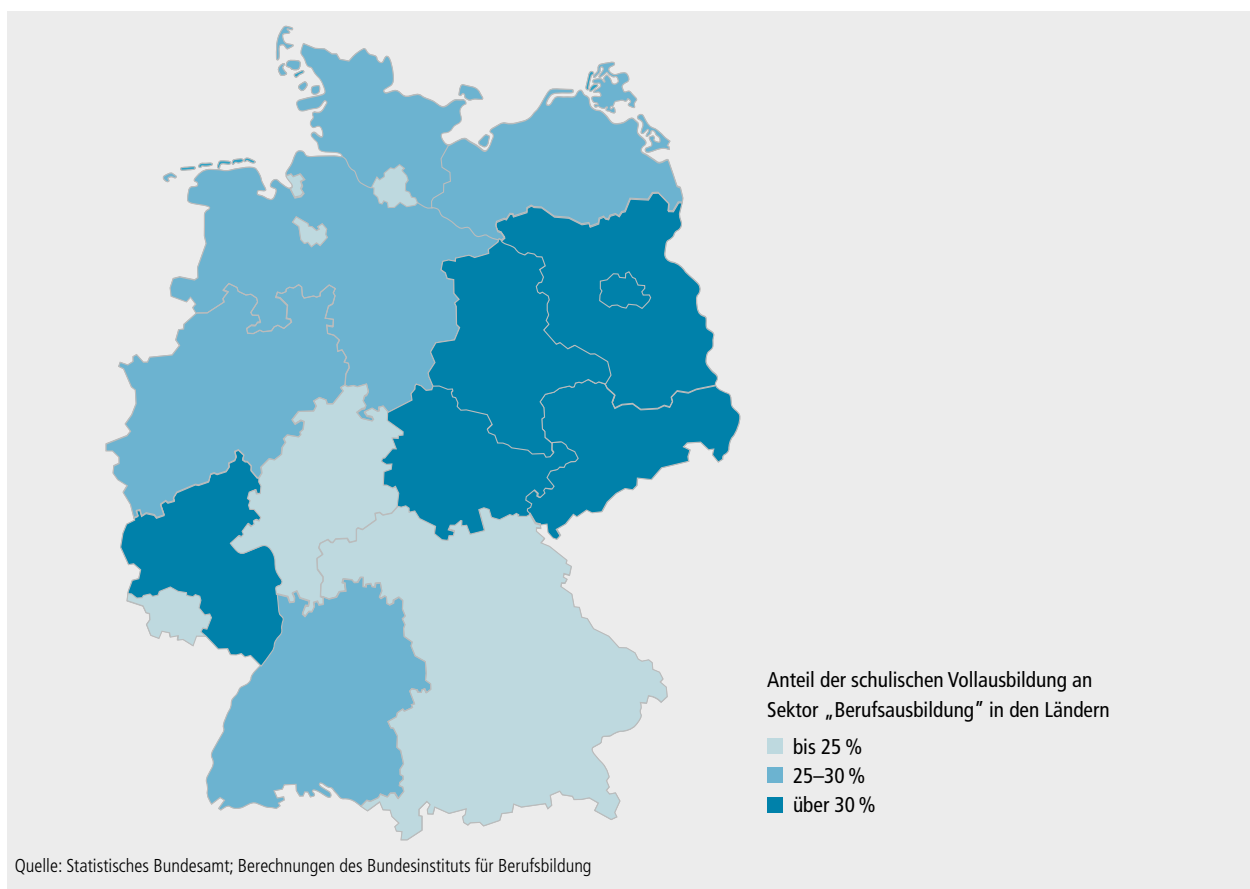 Anteil der schulischen Vollausbildung an
Sektor „Berufsausbildung” in den Ländern
bis 25 %
25–30 %
über 30 %
Quelle: Statistisches Bundesamt; Berechnungen des Bundesinstituts für Berufsbildung